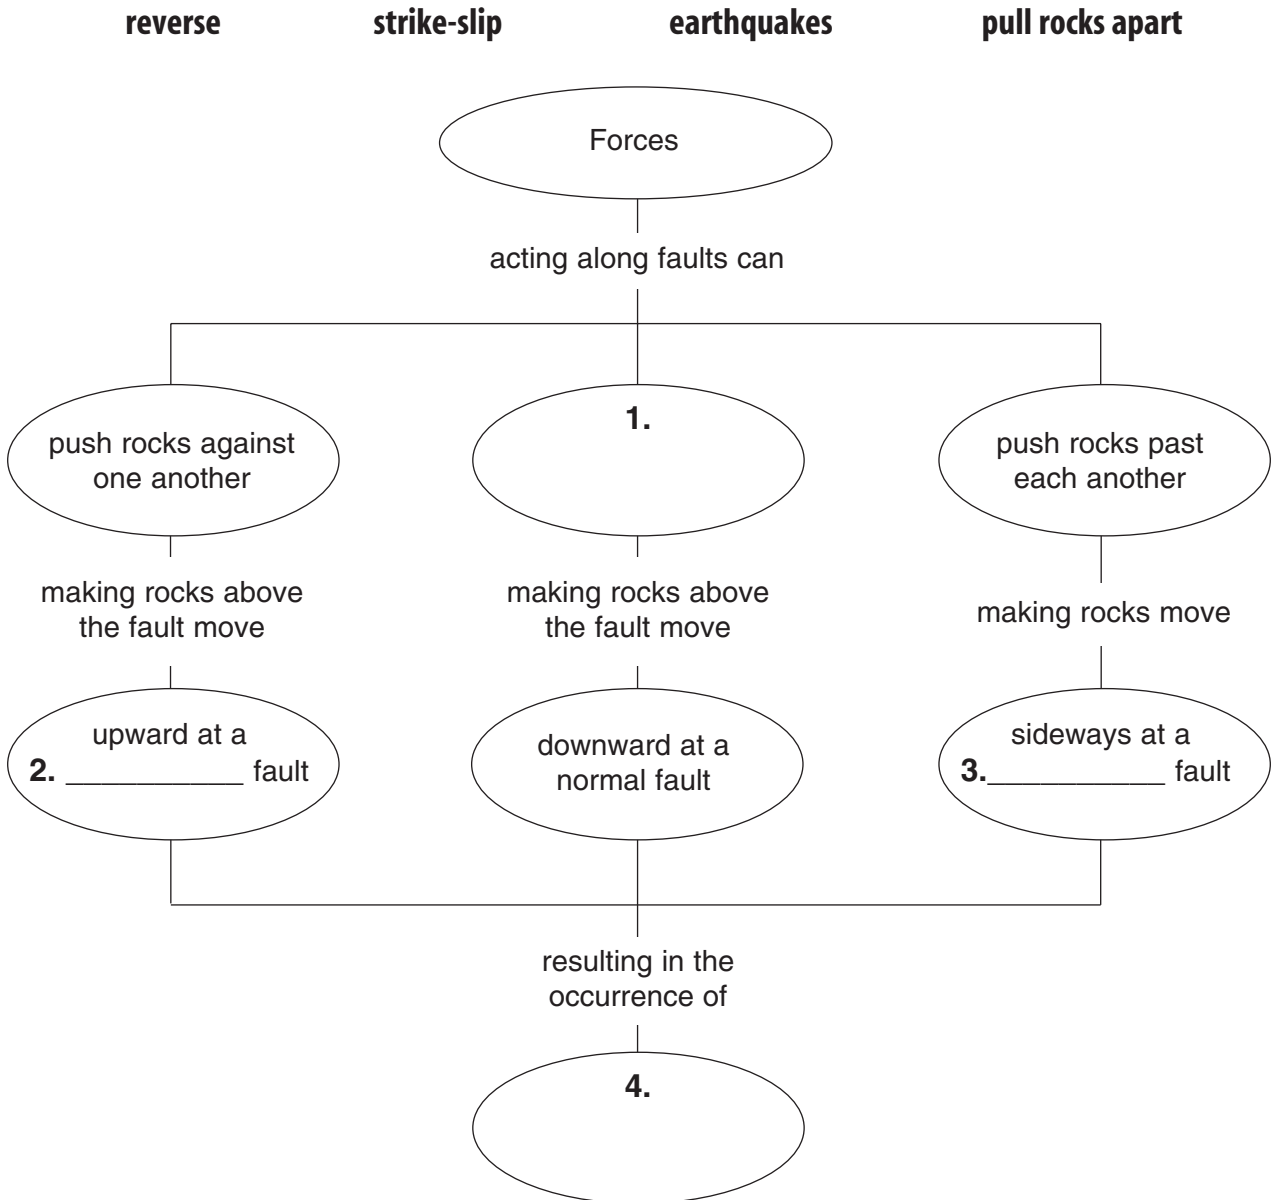 reverse strike-slip earthquakes pull rocks apart
Forces
acting along faults can
push rocks against
one another
1.
push rocks past
each another
making rocks above
the fault move
making rocks above
the fault move
making rocks move
upward at a
2. ___________ fault
downward at a
normal fault
sideways at a
3.___________ fault
resulting in the
occurrence of
4.